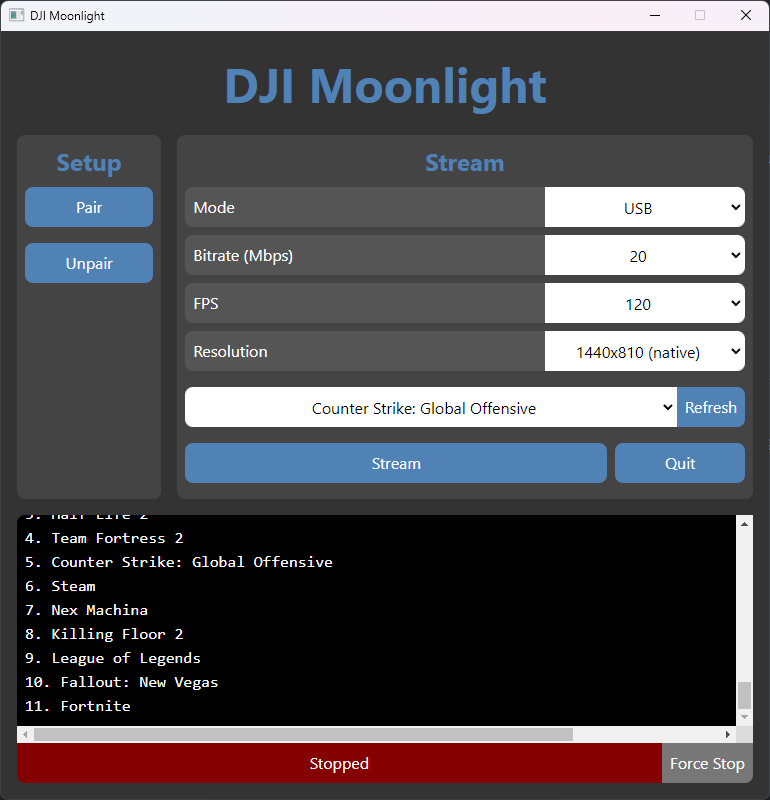 DJI Moonlight
DJI Moonlight
Setup
Pair
Unpair
Stream
Mode
USB
Bitrate (Mbps)
20
FPS
120
Resolution
1440x810 (native)
Counter Strike: Global Offensive
Refresh
Stream
Quit
3. Half Life 2
4. Team Fortress 2
5. Counter Strike: Global Offensive
6. Steam
7. Nex Machina
8. Killing Floor 2
9. League of Legends
10. Fallout: New Vegas
11. Fortnite
Stopped
Force Stop